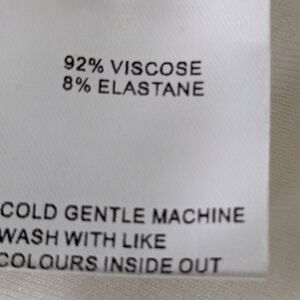 92% VISCOSE
8% ELASTANE
COLD GENTLE MACHINE
WASH WITH LIKE
COLOURS INSIDE OUT